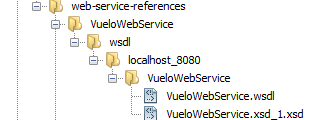 web-service-references
VueloWebService
wsdl
localhost_8080
VueloWebService
VueloWebService.wsdl
VueloWebService.xsd_1.xsd